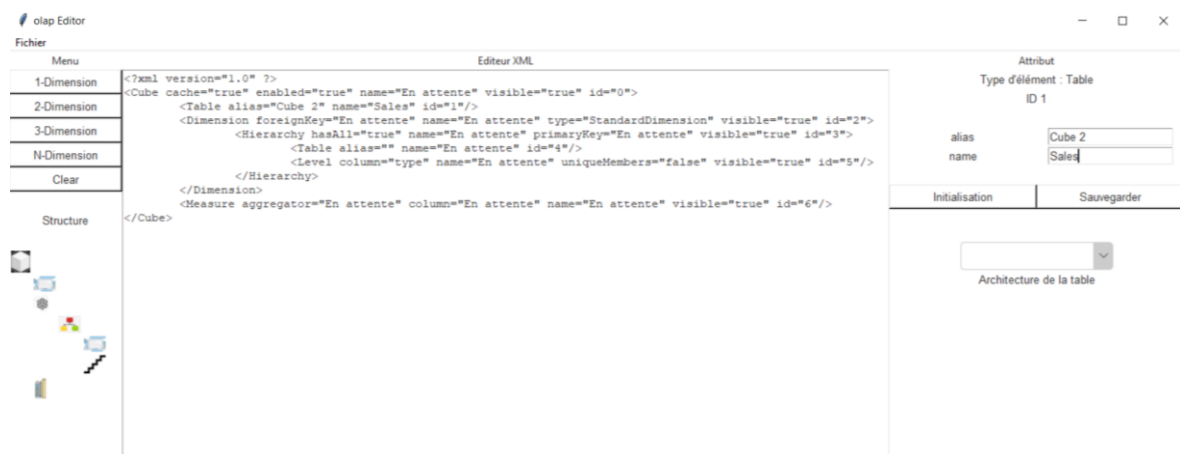 olap Editor
Fichier
Menu
1-Dimension
2-Dimension
3-Dimension
N-Dimension
Clear
Structure
Editeur XML
<?xml version="1.0" ?>
<Cube cache="true" enabled="true" name="En attente" visible="true" id="0">
<Table alias="Cube 2" name="Sales" id="1"/>
<Dimension foreignKey="En attente" name="En attente" type="StandardDimension" visible="true" id="2">
<Hierarchy hasAll="true" name="En attente" primaryKey="En attente" visible="true" id="3">
<Table alias="" name="En attente" id="4"/>
<Level column="type" name="En attente" uniqueMembers="false" visible="true" id="5"/>
</Hierarchy>
</Dimension>
<Measure aggregator="En attente" column="En attente" name="En attente" visible="true" id="6"/>
</Cube>
Attribut
Type d'élément : Table
ID 1
alias Cube 2
name Sales
Initialisation Sauvegarder
Architecture de la table